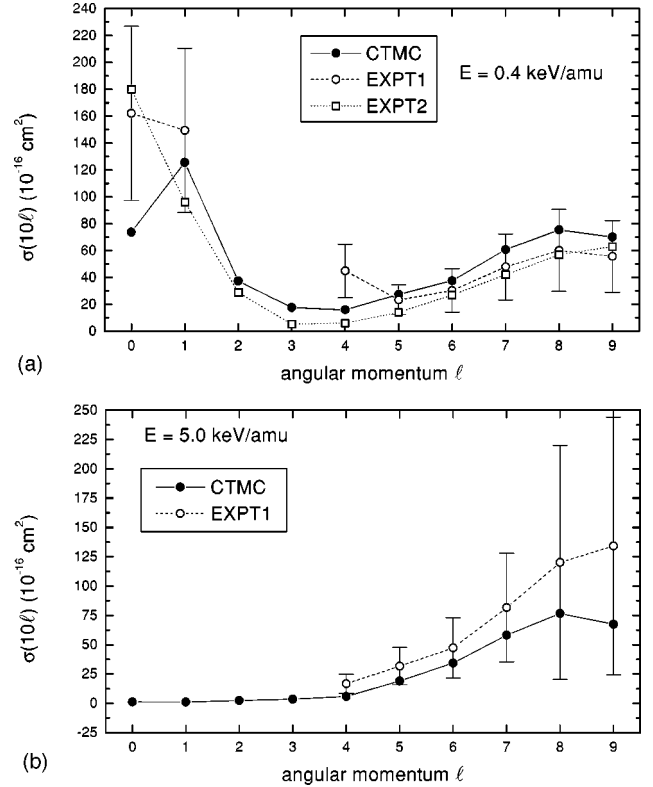 240
220
200
180
160
140
120
100
80
60
40
20
0
σ(10ℓ) (10⁻¹⁶ cm²)
CTMC
EXPT1
EXPT2
E = 0.4 keV/amu
0 1 2 3 4 5 6 7 8 9
angular momentum ℓ
(a)
250
225
200
175
150
125
100
75
50
25
0
-25
σ(10ℓ) (10⁻¹⁶ cm²)
E = 5.0 keV/amu
CTMC
EXPT1
0 1 2 3 4 5 6 7 8 9
angular momentum ℓ
(b)